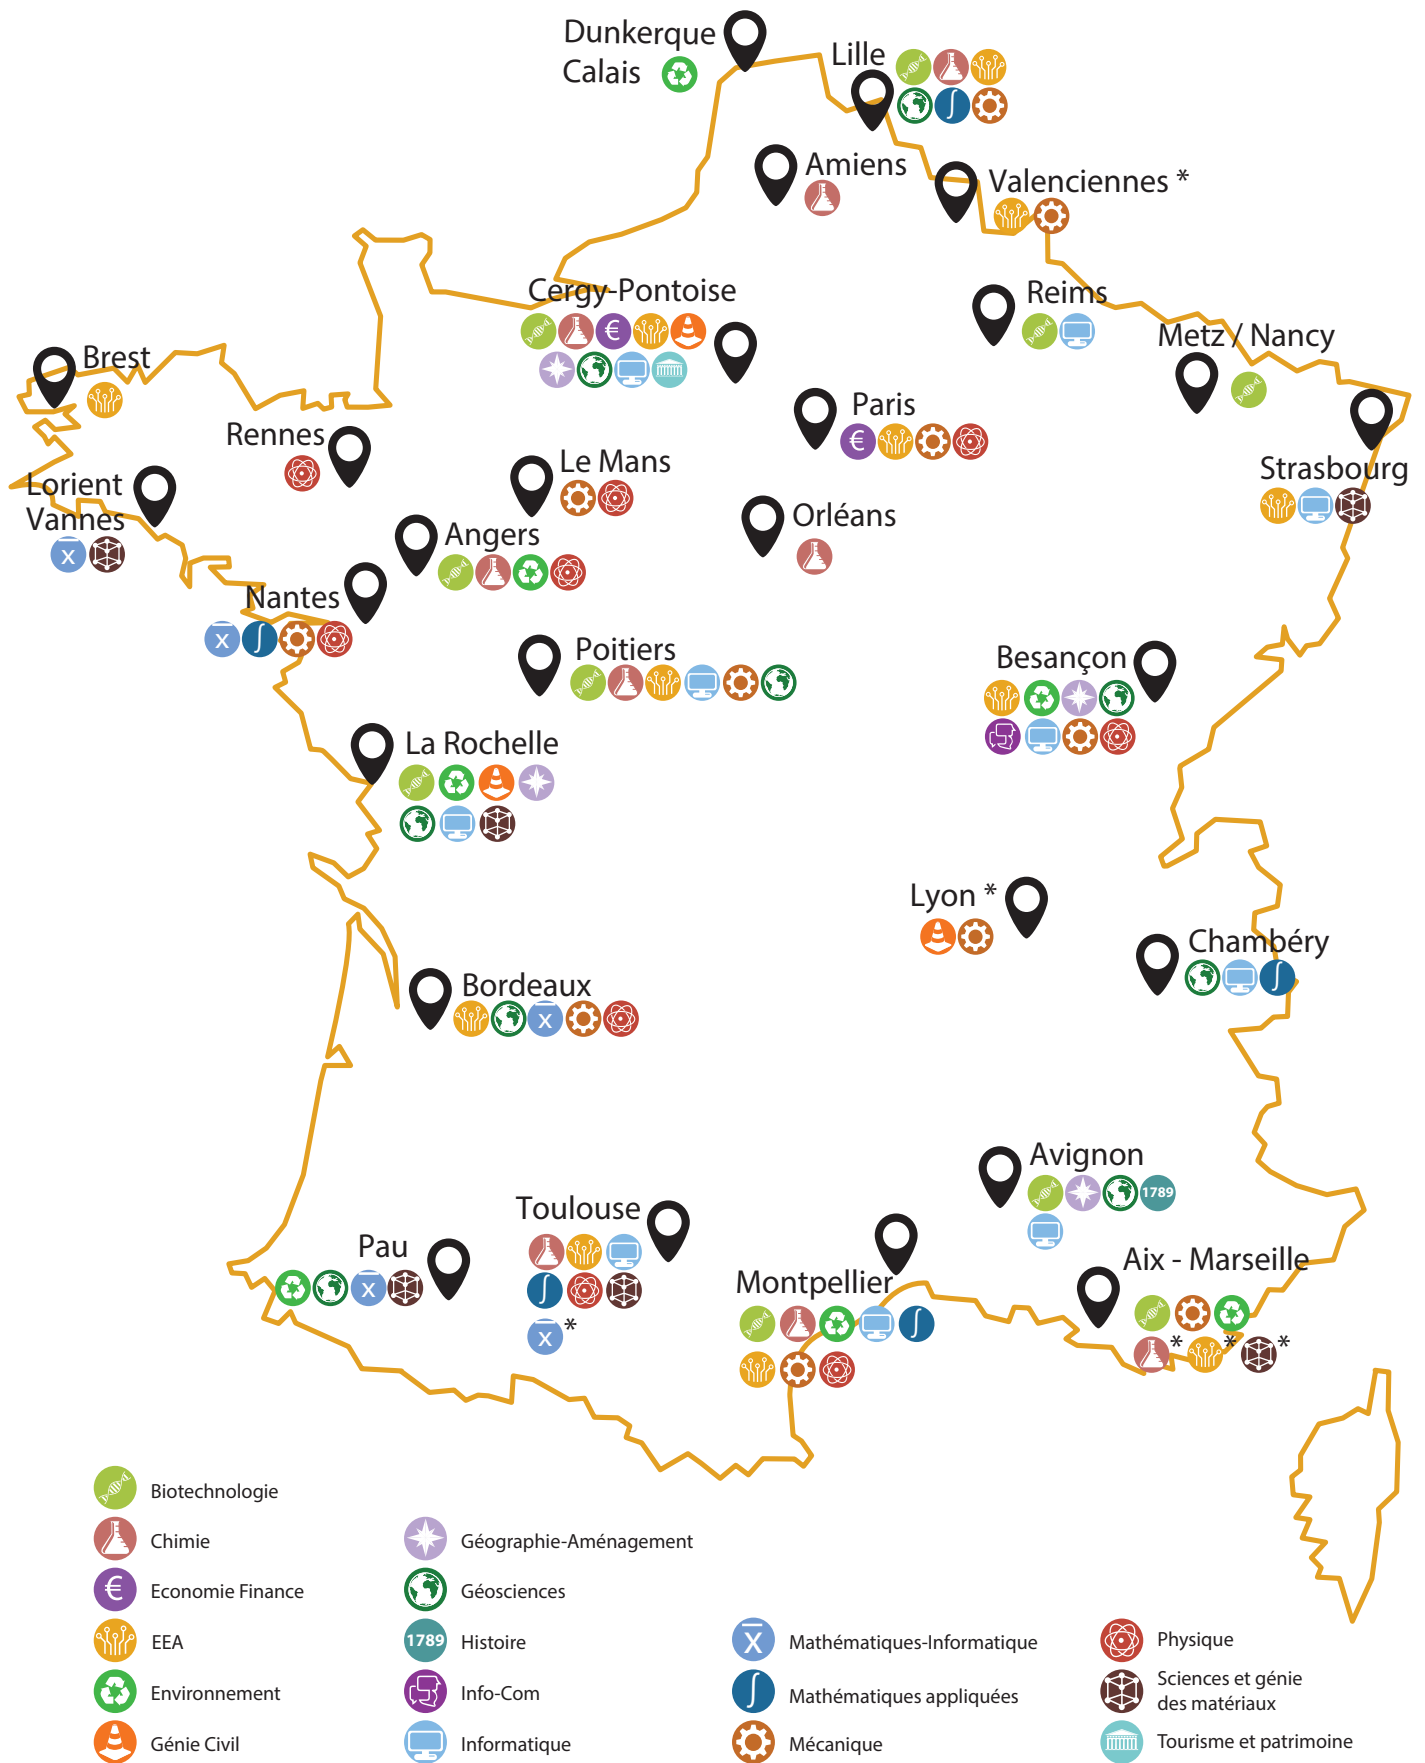 Dunkerque
Calais
Lille
Amiens
Valenciennes *
Cergy-Pontoise
€
Reims
Metz / Nancy
Brest
Paris
€
Rennes
Le Mans
Strasbourg
Lorient
Vannes
x̄
Orléans
Angers
Nantes
x̄ ∫
∫
Poitiers
Besançon
La Rochelle
Lyon *
Chambéry
∫
Bordeaux
x̄
Avignon
1789
Toulouse
∫
x̄ *
Pau
x̄
Montpellier
∫
Aix - Marseille
* * *
Biotechnologie
Chimie
Géographie-Aménagement
€ Economie Finance
Géosciences
EEA
1789 Histoire
x̄ Mathématiques-Informatique
Physique
Environnement
Info-Com
∫ Mathématiques appliquées
Sciences et génie
des matériaux
Génie Civil
Informatique
Mécanique
Tourisme et patrimoine